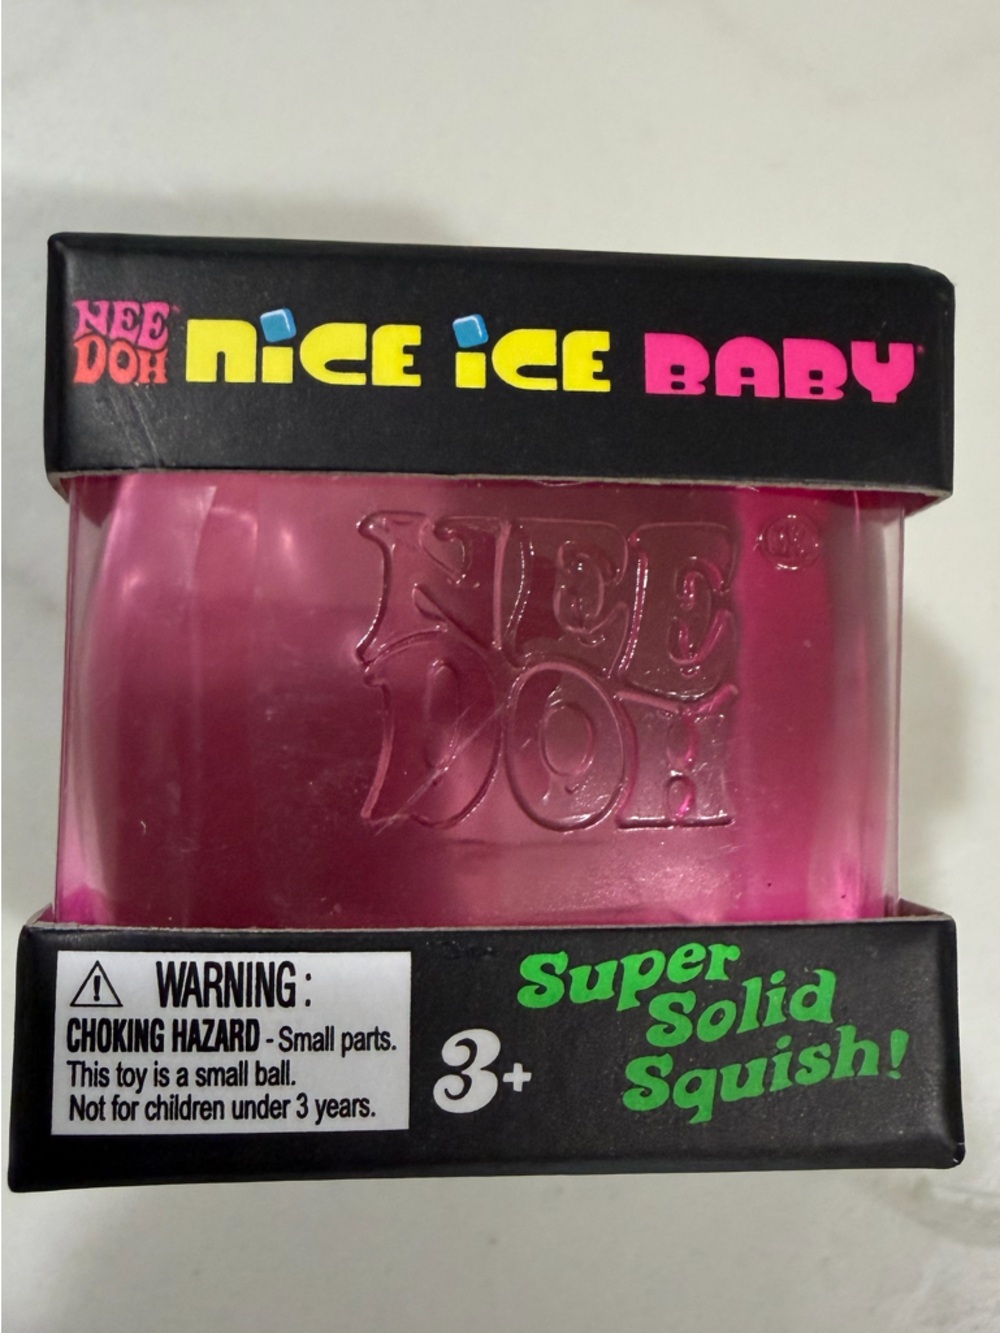 NEE DOH NiCE iCE BABY
NEE
DOH ®
WARNING:
CHOKING HAZARD - Small parts.
This toy is a small ball.
Not for children under 3 years.
3+
Super
Solid
Squish!